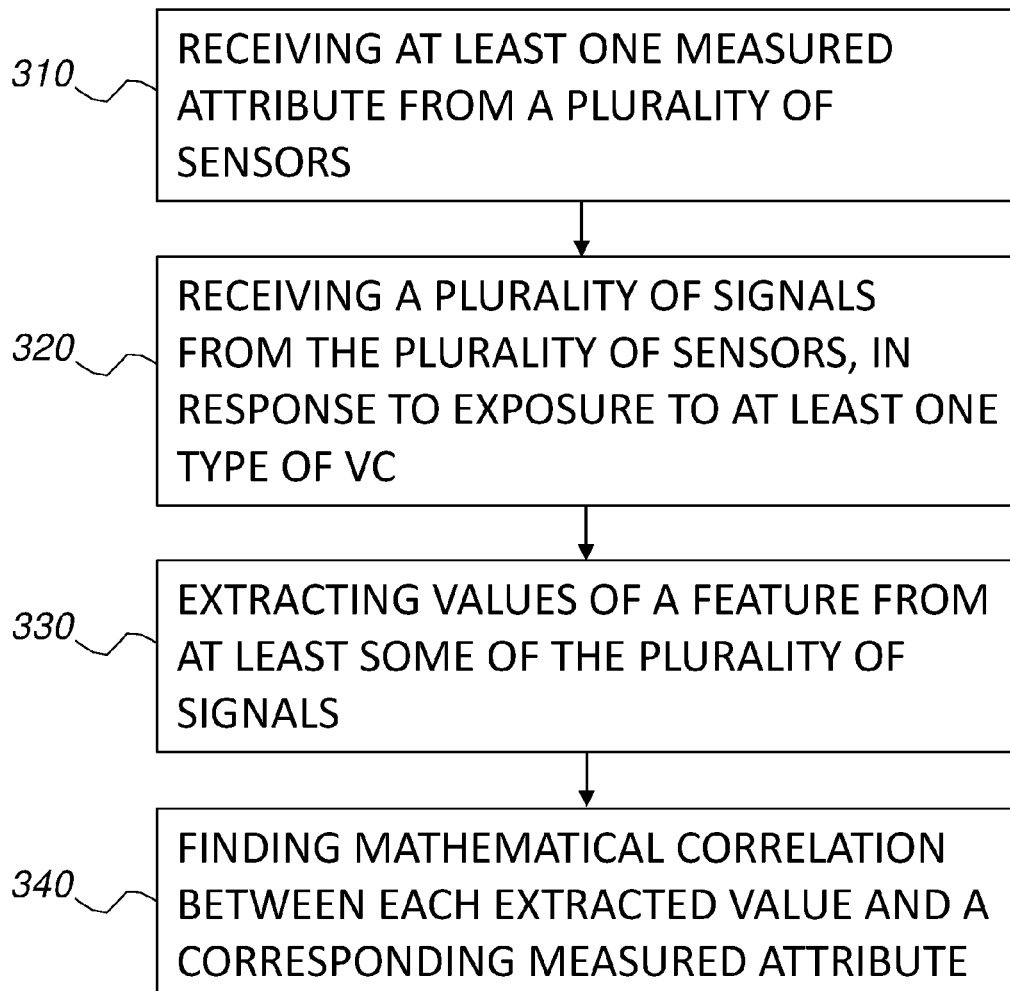 310
RECEIVING AT LEAST ONE MEASURED
ATTRIBUTE FROM A PLURALITY OF
SENSORS
320
RECEIVING A PLURALITY OF SIGNALS
FROM THE PLURALITY OF SENSORS, IN
RESPONSE TO EXPOSURE TO AT LEAST ONE
TYPE OF VC
330
EXTRACTING VALUES OF A FEATURE FROM
AT LEAST SOME OF THE PLURALITY OF
SIGNALS
340
FINDING MATHEMATICAL CORRELATION
BETWEEN EACH EXTRACTED VALUE AND A
CORRESPONDING MEASURED ATTRIBUTE